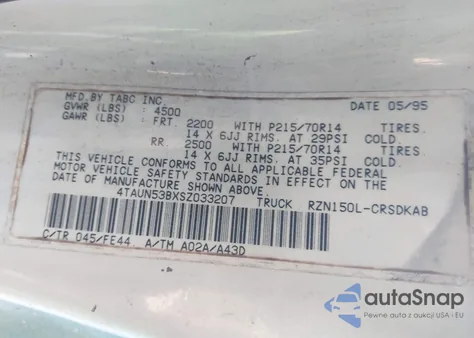 MFD.BY TABC INC. DATE 05/95
GVWR (LBS) : 4500
GAWR (LBS) : FRT. 2200 WITH P215/70R14 TIRES.
14 X 6JJ RIMS. AT 29PSI COLD.
RR. 2500 WITH P215/70R14 TIRES.
14 X 6JJ RIMS. AT 35PSI COLD.
THIS VEHICLE CONFORMS TO ALL APPLICABLE FEDERAL
MOTOR VEHICLE SAFETY STANDARDS IN EFFECT ON THE DATE
OF MANUFACTURE SHOWN ABOVE.
4TAUN53BXSZ033207 TRUCK RZN150L-CRSDKAB
C/TR 045/FE44 A/TM A02A/A43D
autoSnap
Pewne auta z aukcji USA i EU